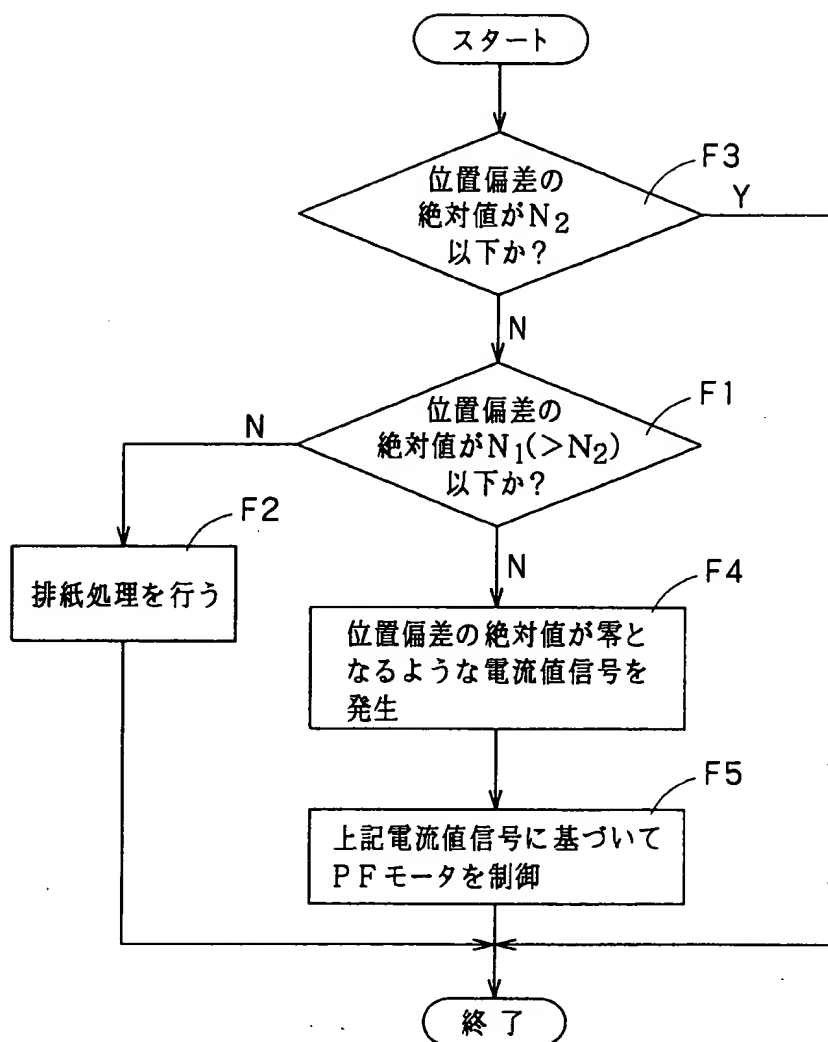 スタート
F3
位置偏差の
絶対値がN₂
以下か?
Y
N
F1
位置偏差の
絶対値がN₁(>N₂)
以下か?
N
F2
排紙処理を行う
N
F4
位置偏差の絶対値が零と
なるような電流値信号を
発生
F5
上記電流値信号に基づいて
PFモータを制御
終了